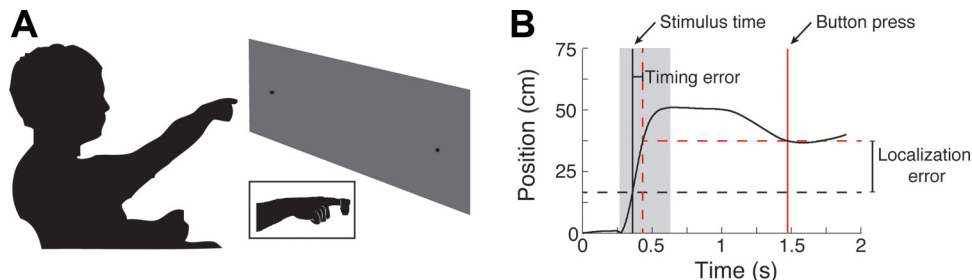 A
B
Stimulus time
Button press
75
Timing error
50
Position (cm)
25
Localization
error
0
0
0.5
1
1.5
2
Time (s)